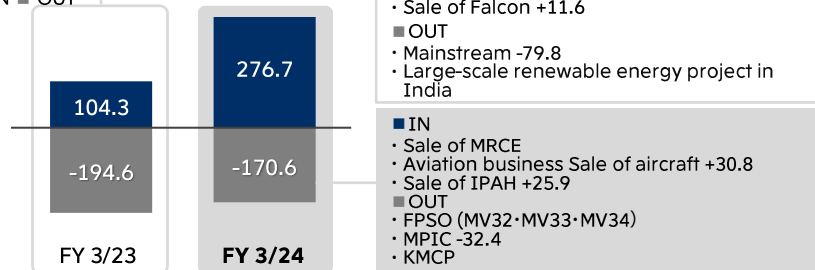 OUT
104.3
-194.6
FY 3/23
276.7
-170.6
FY 3/24
・Sale of Falcon +11.6
■OUT
・Mainstream -79.8
・Large-scale renewable energy project in
India
■IN
・Sale of MRCE
・Aviation business Sale of aircraft +30.8
・Sale of IPAH +25.9
■OUT
・FPSO (MV32・MV33・MV34)
・MPIC -32.4
・KMCP